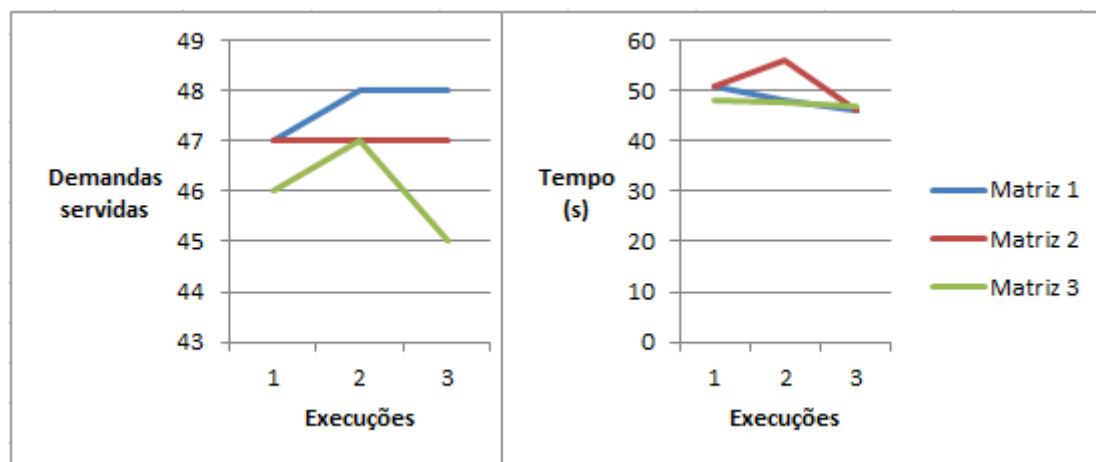 49
48
47
46
45
44
43
Demandas
servidas
1 2 3
Execuções
60
50
40
30
20
10
0
Tempo
(s)
1 2 3
Execuções
Matriz 1
Matriz 2
Matriz 3